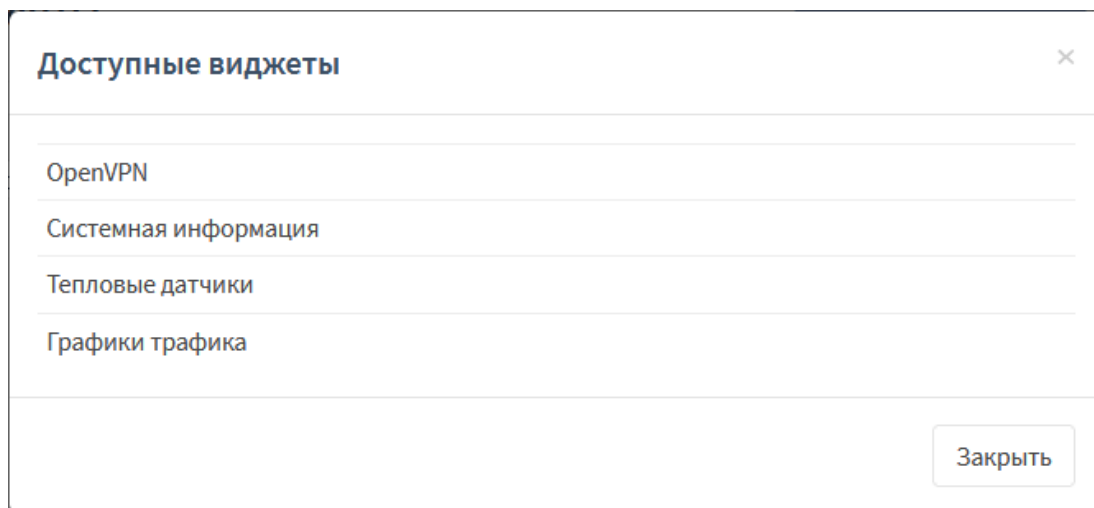 Доступные виджеты
OpenVPN
Системная информация
Тепловые датчики
Графики трафика
Закрыть